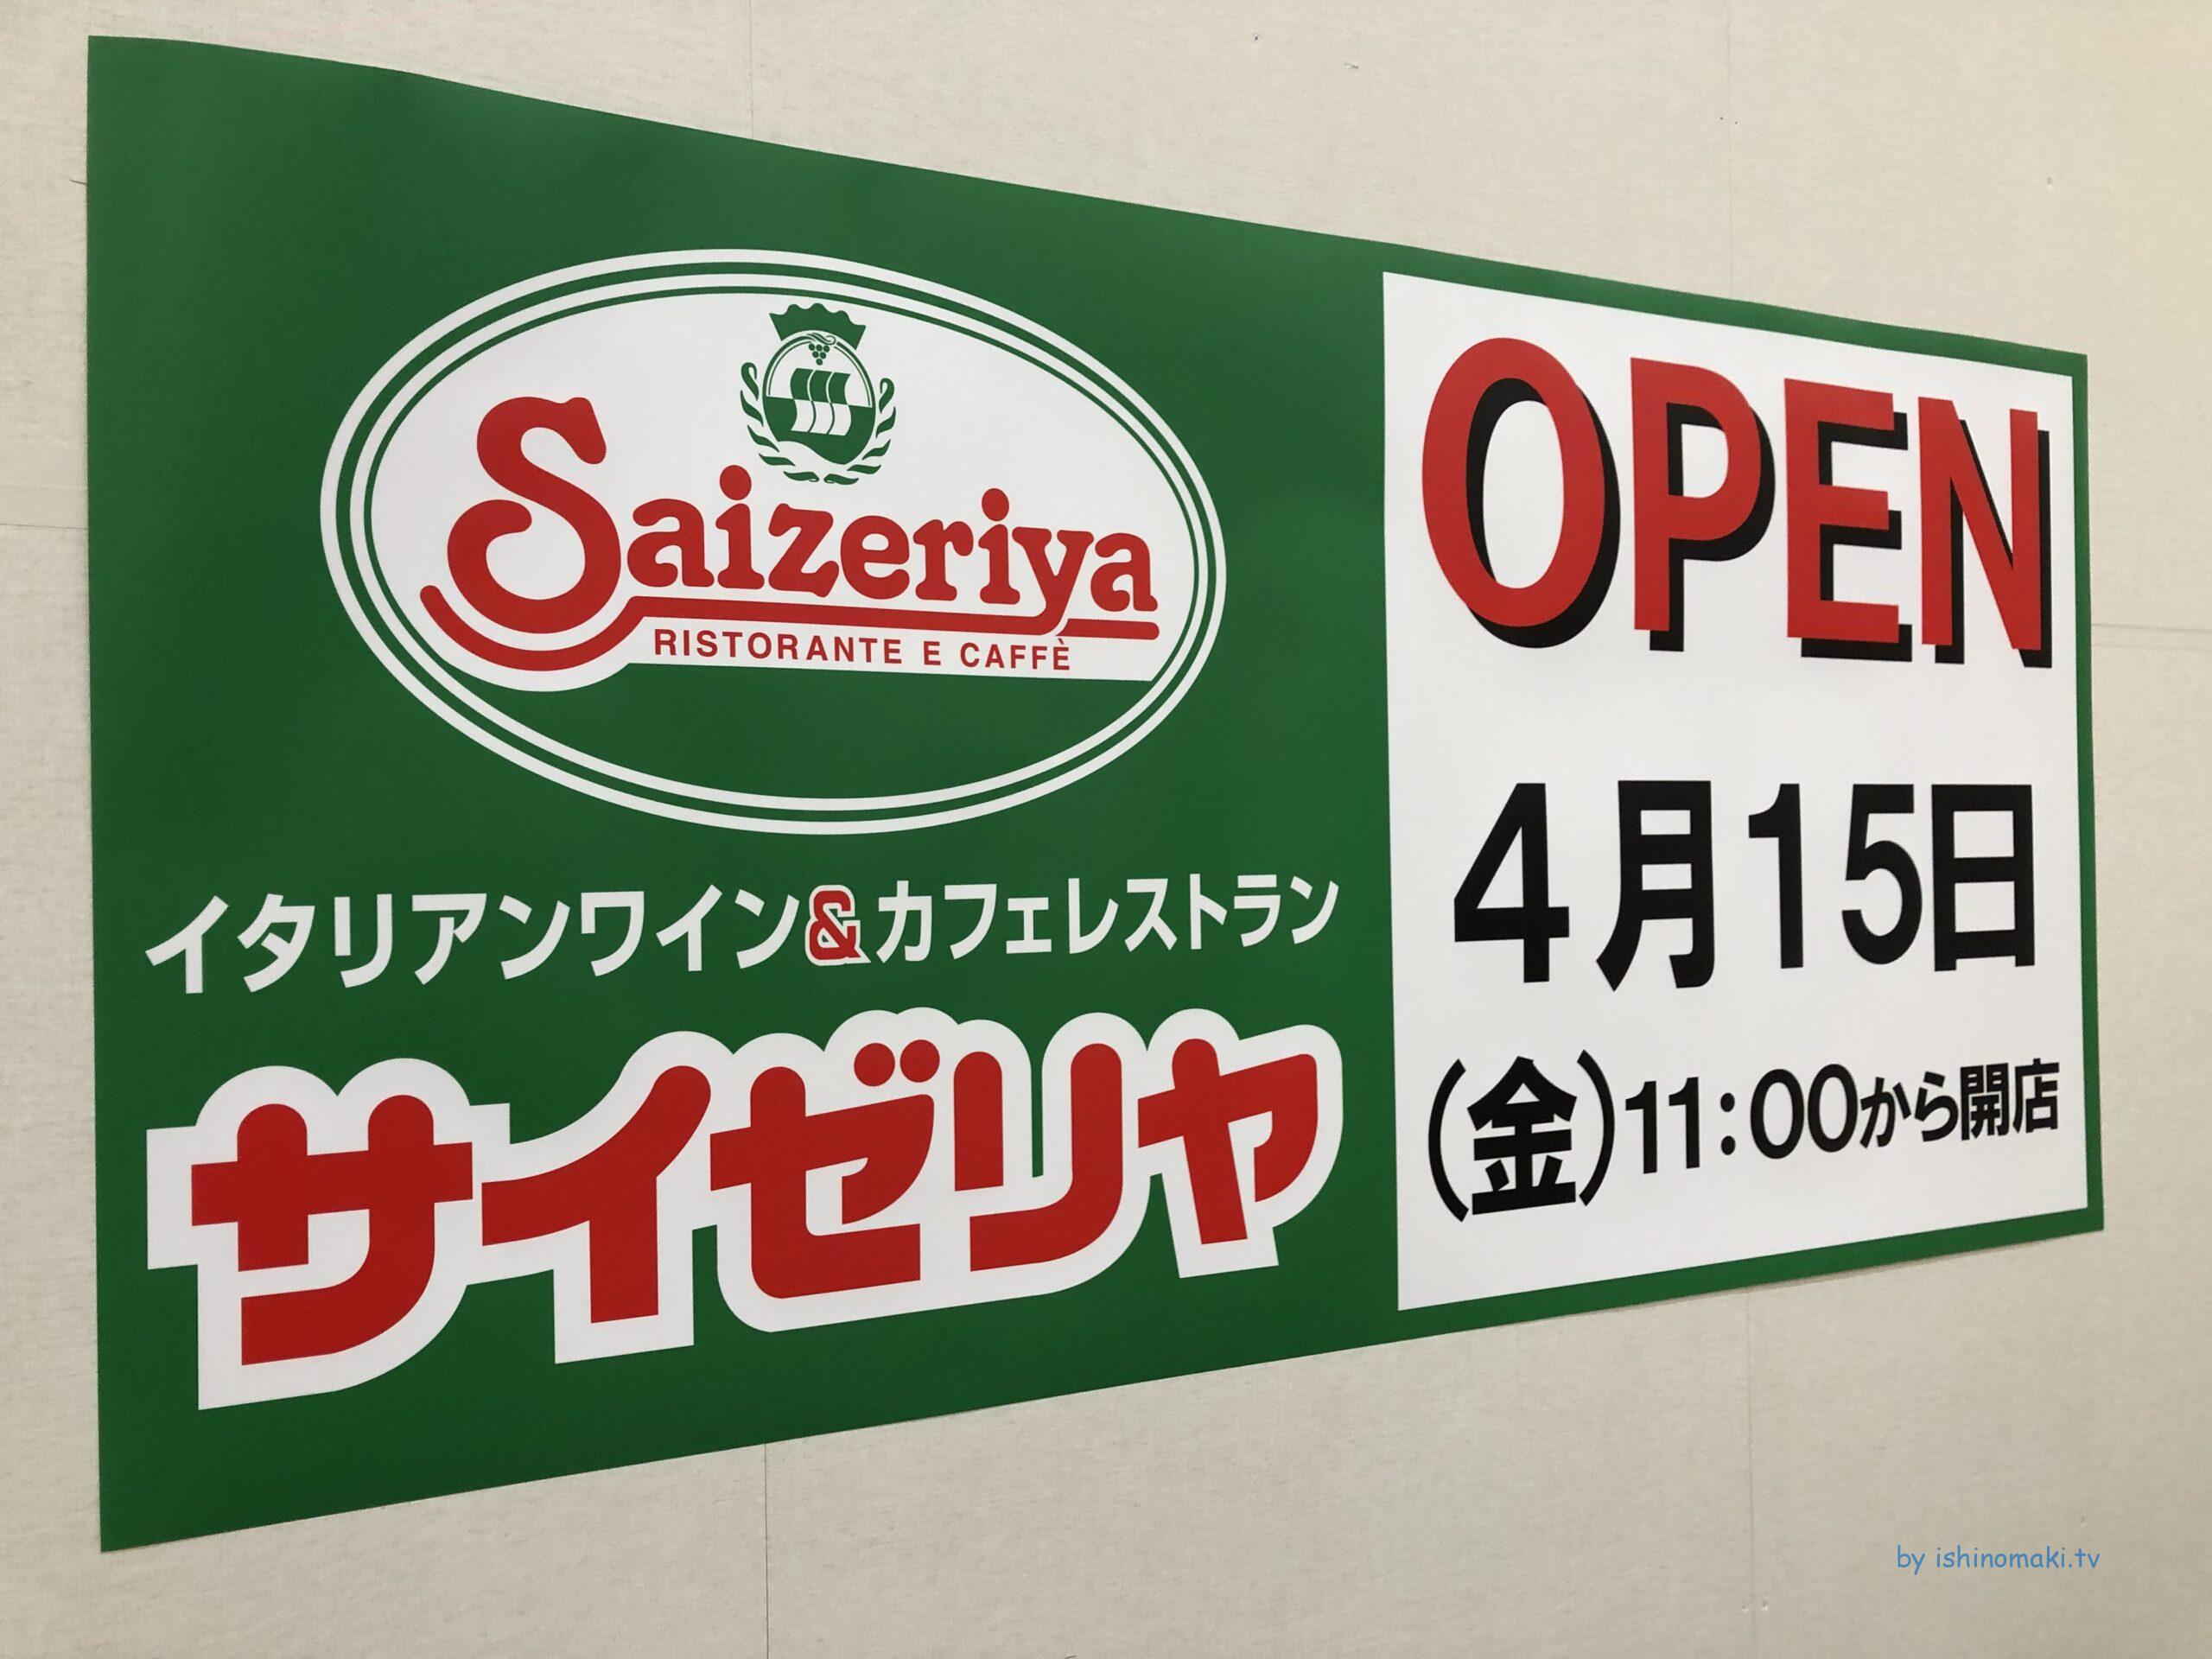 Saizeriya
RISTORANTE E CAFFÈ
イタリアンワイン&カフェレストラン
サイゼリヤ
OPEN
4月15日
(金)11:00から開店
by ishinomaki.tv